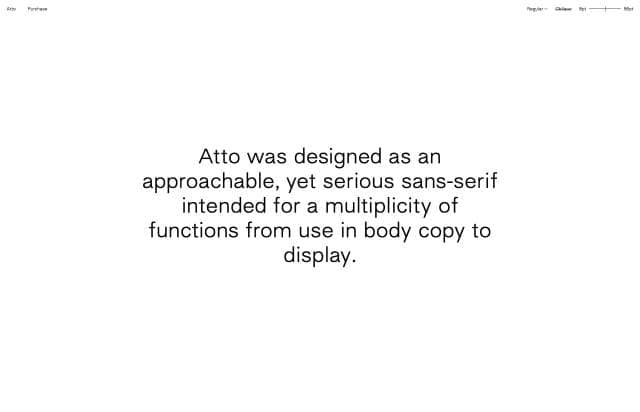 Atto Purchase Regular
Atto was designed as an
approachable, yet serious sans-serif
intended for a multiplicity of
functions from use in body copy to
display.